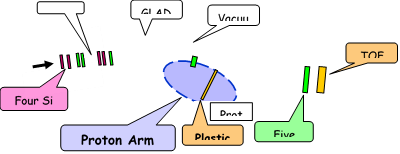 GLAD
Vacuu
TOF
Four Si
Prot
Proton Arm
Plastic
Five